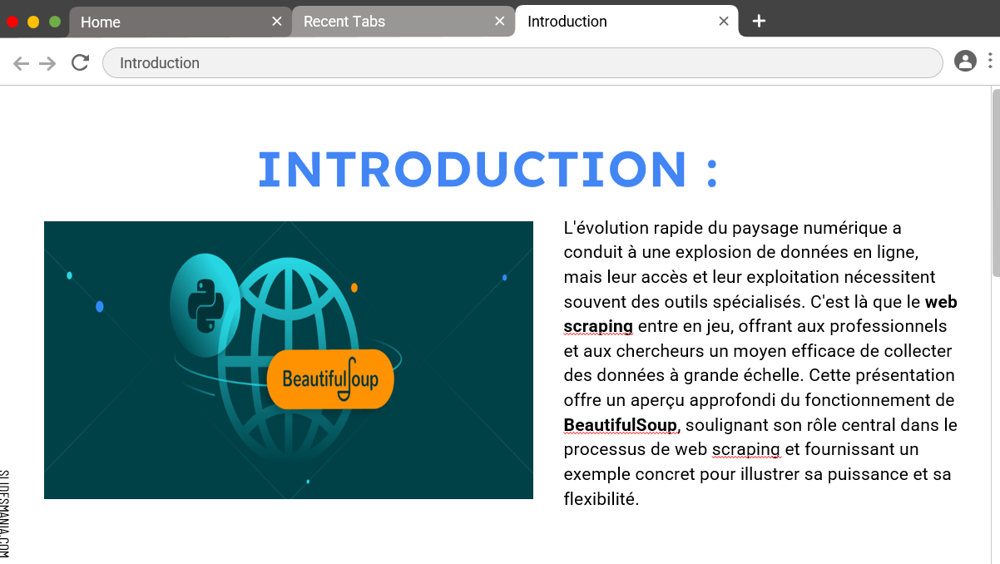 Home
Recent Tabs
Introduction
Introduction
INTRODUCTION :
L'évolution rapide du paysage numérique a
conduit à une explosion de données en ligne,
mais leur accès et leur exploitation nécessitent
souvent des outils spécialisés. C'est là que le web
scraping entre en jeu, offrant aux professionnels
et aux chercheurs un moyen efficace de collecter
des données à grande échelle. Cette présentation
offre un aperçu approfondi du fonctionnement de
BeautifulSoup, soulignant son rôle central dans le
processus de web scraping et fournissant un
exemple concret pour illustrer sa puissance et sa
flexibilité.
BeautifulSoup
SLIDESMANIA.COM